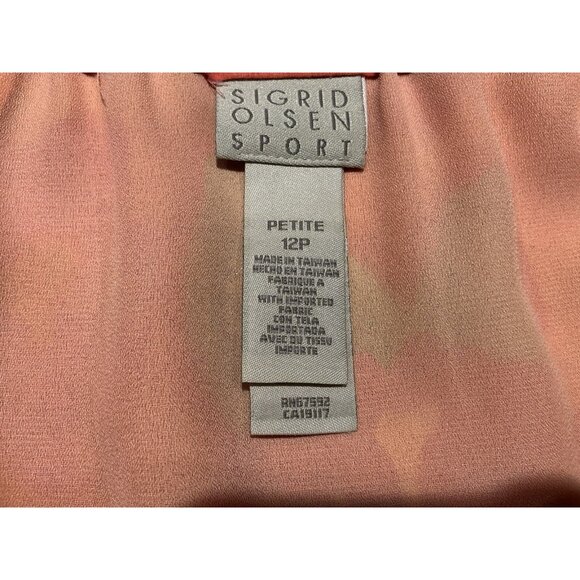 SIGRID
OLSEN
SPORT
PETITE
12P
MADE IN TAIWAN
HECHO EN TAIWAN
FABRIQUE A
TAIWAN
WITH IMPORTED
FABRIC
CON TELA
IMPORTADA
AVEC DU TISSU
IMPORTE
RN67592
CA19117